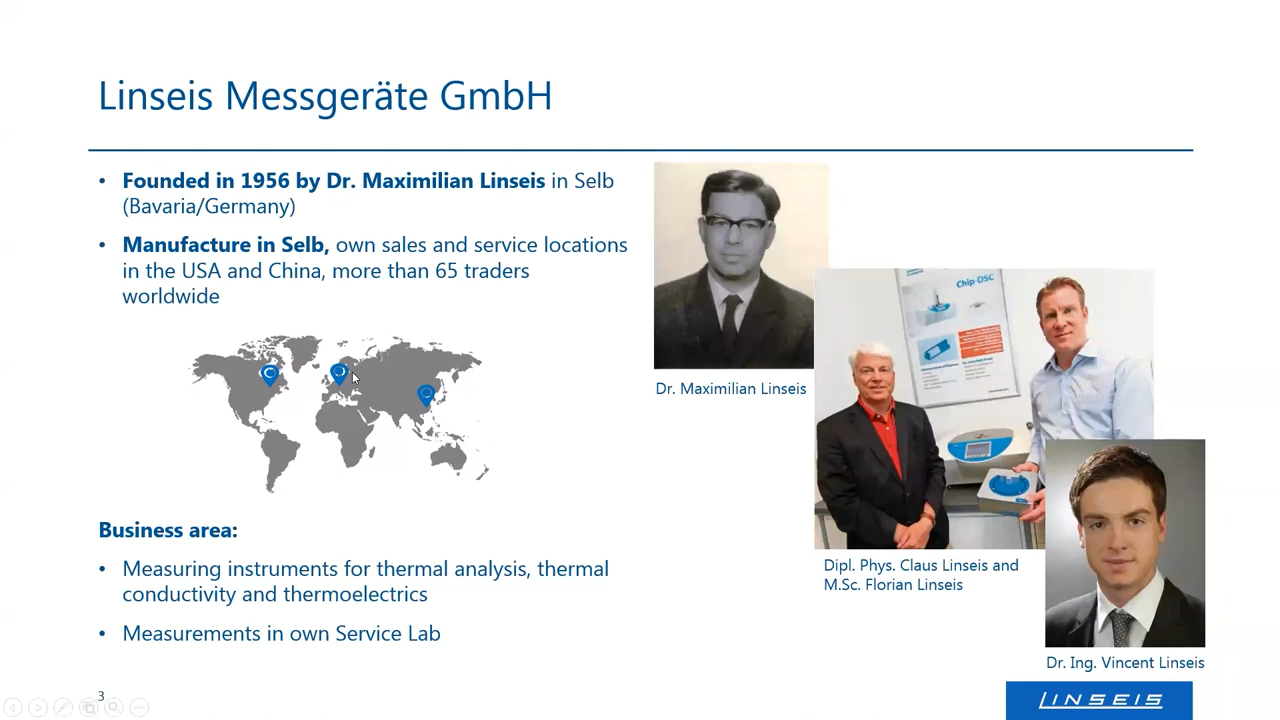 Linseis Messgeräte GmbH
• Founded in 1956 by Dr. Maximilian Linseis in Selb
(Bavaria/Germany)
• Manufacture in Selb, own sales and service locations
in the USA and China, more than 65 traders
worldwide
Business area:
• Measuring instruments for thermal analysis, thermal
conductivity and thermoelectrics
• Measurements in own Service Lab
Dr. Maximilian Linseis
Chip-DSC
Dipl. Phys. Claus Linseis and
M.Sc. Florian Linseis
Dr. Ing. Vincent Linseis
3
LINSEIS